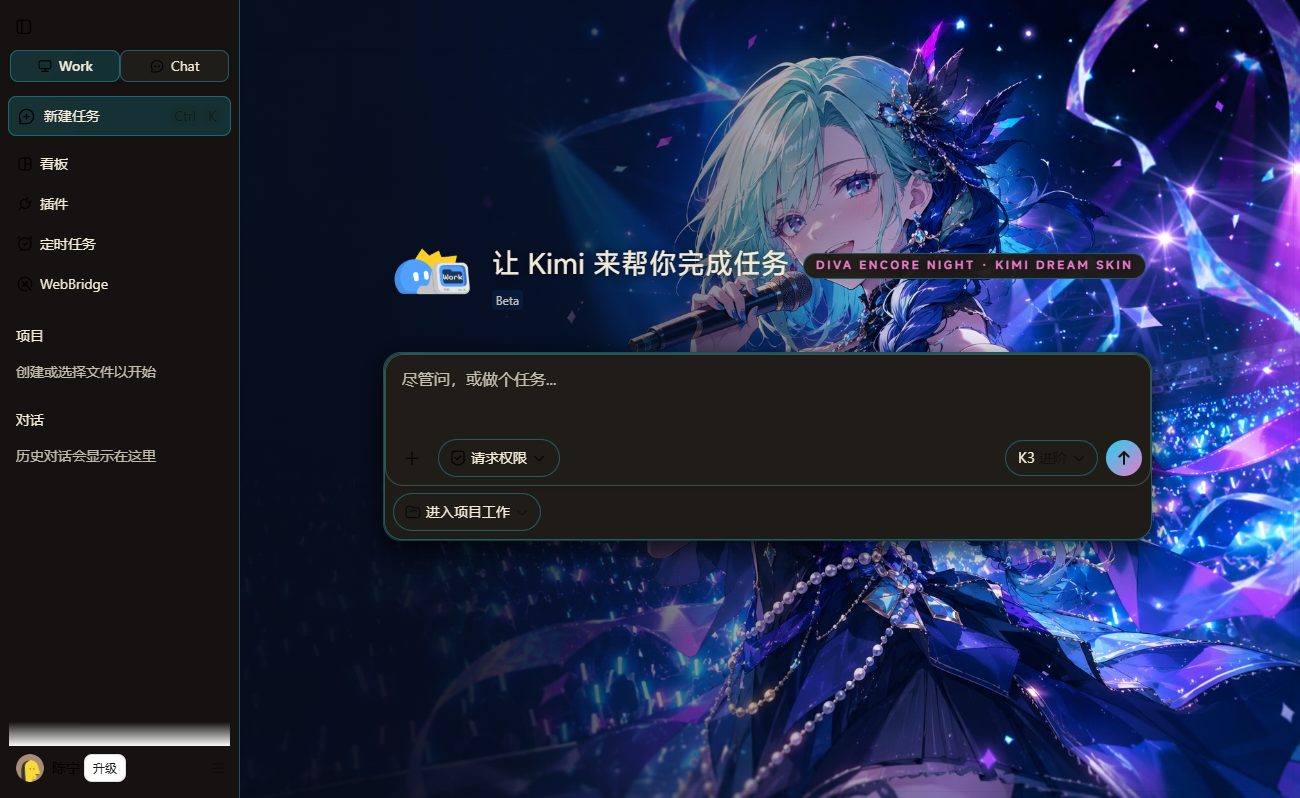 Work
Chat
新建任务
Ctrl K
看板
插件
定时任务
WebBridge
项目
创建或选择文件以开始
对话
历史对话会显示在这里
陈宁
升级
Work
让 Kimi 来帮你完成任务
DIVA ENCORE NIGHT · KIMI DREAM SKIN
Beta
尽管问，或做个任务...
请求权限
K3 进阶
进入项目工作